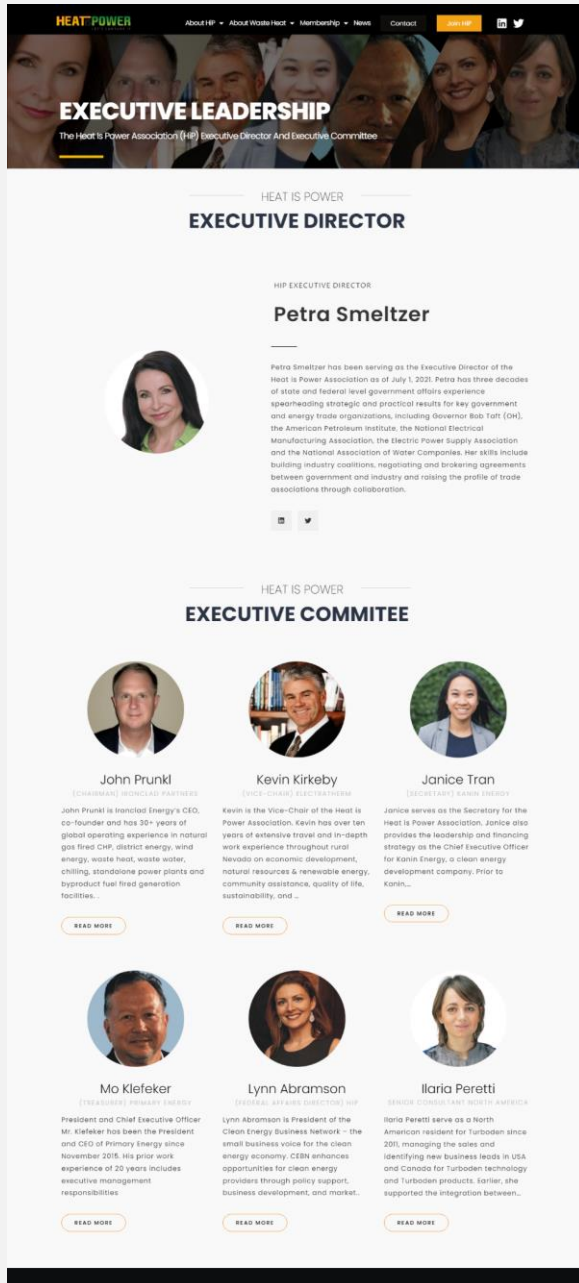 HEAT IS POWER
About HiP About Waste Heat Membership News Contact Join HiP
EXECUTIVE LEADERSHIP
The Heat Is Power Association (HiP) Executive Director And Executive Committee
HEAT IS POWER
EXECUTIVE DIRECTOR
HIP EXECUTIVE DIRECTOR
Petra Smeltzer
Petra Smeltzer has been serving as the Executive Director of the
Heat is Power Association as of July 1, 2021. Petra has three decades
of state and federal level government affairs experience
spearheading strategic and practical results for key government
and energy trade organizations, including Governor Bob Taft (OH),
the American Petroleum Institute, the National Electrical
Manufacturing Association, the Electric Power Supply Association
and the National Association of Water Companies. Her skills include
building industry coalitions, negotiating and brokering agreements
between government and industry and raising the profile of trade
associations through collaboration.
HEAT IS POWER
EXECUTIVE COMMITEE
John Prunkl
(CHAIRMAN) IRONCLAD PARTNERS
John Prunkl is Ironclad Energy's CEO,
co-founder and has 30+ years of
global operating experience in natural
gas fired CHP, district energy, wind
energy, waste heat, waste water,
chilling, standalone power plants and
byproduct fuel fired generation
facilities...
READ MORE
Kevin Kirkeby
(VICE-CHAIR) ELECTRATHERM
Kevin is the Vice-Chair of the Heat is
Power Association. Kevin has over ten
years of extensive travel and in-depth
work experience throughout rural
Nevada on economic development,
natural resources & renewable energy,
community assistance, quality of life,
sustainability, and …
READ MORE
Janice Tran
(SECRETARY) KANIN ENERGY
Janice serves as the Secretary for the
Heat is Power Association. Janice also
provides the leadership and financing
strategy as the Chief Executive Officer
for Kanin Energy, a clean energy
development company. Prior to
Kanin,…
READ MORE
Mo Klefeker
(TREASURER) PRIMARY ENERGY
President and Chief Executive Officer
Mr. Klefeker has been the President
and CEO of Primary Energy since
November 2015. His prior work
experience of 20 years includes
executive management
responsibilities
READ MORE
Lynn Abramson
(FEDERAL AFFAIRS DIRECTOR) HIP
Lynn Abramson is President of the
Clean Energy Business Network – the
small business voice for the clean
energy economy. CEBN enhances
opportunities for clean energy
providers through policy support,
business development, and market…
READ MORE
Ilaria Peretti
SENIOR CONSULTANT NORTH AMERICA
Ilaria Peretti serve as a North
American resident for Turboden since
2011, managing the sales and
identifying new business leads in USA
and Canada for Turboden technology
and Turboden products. Earlier, she
supported the integration between…
READ MORE